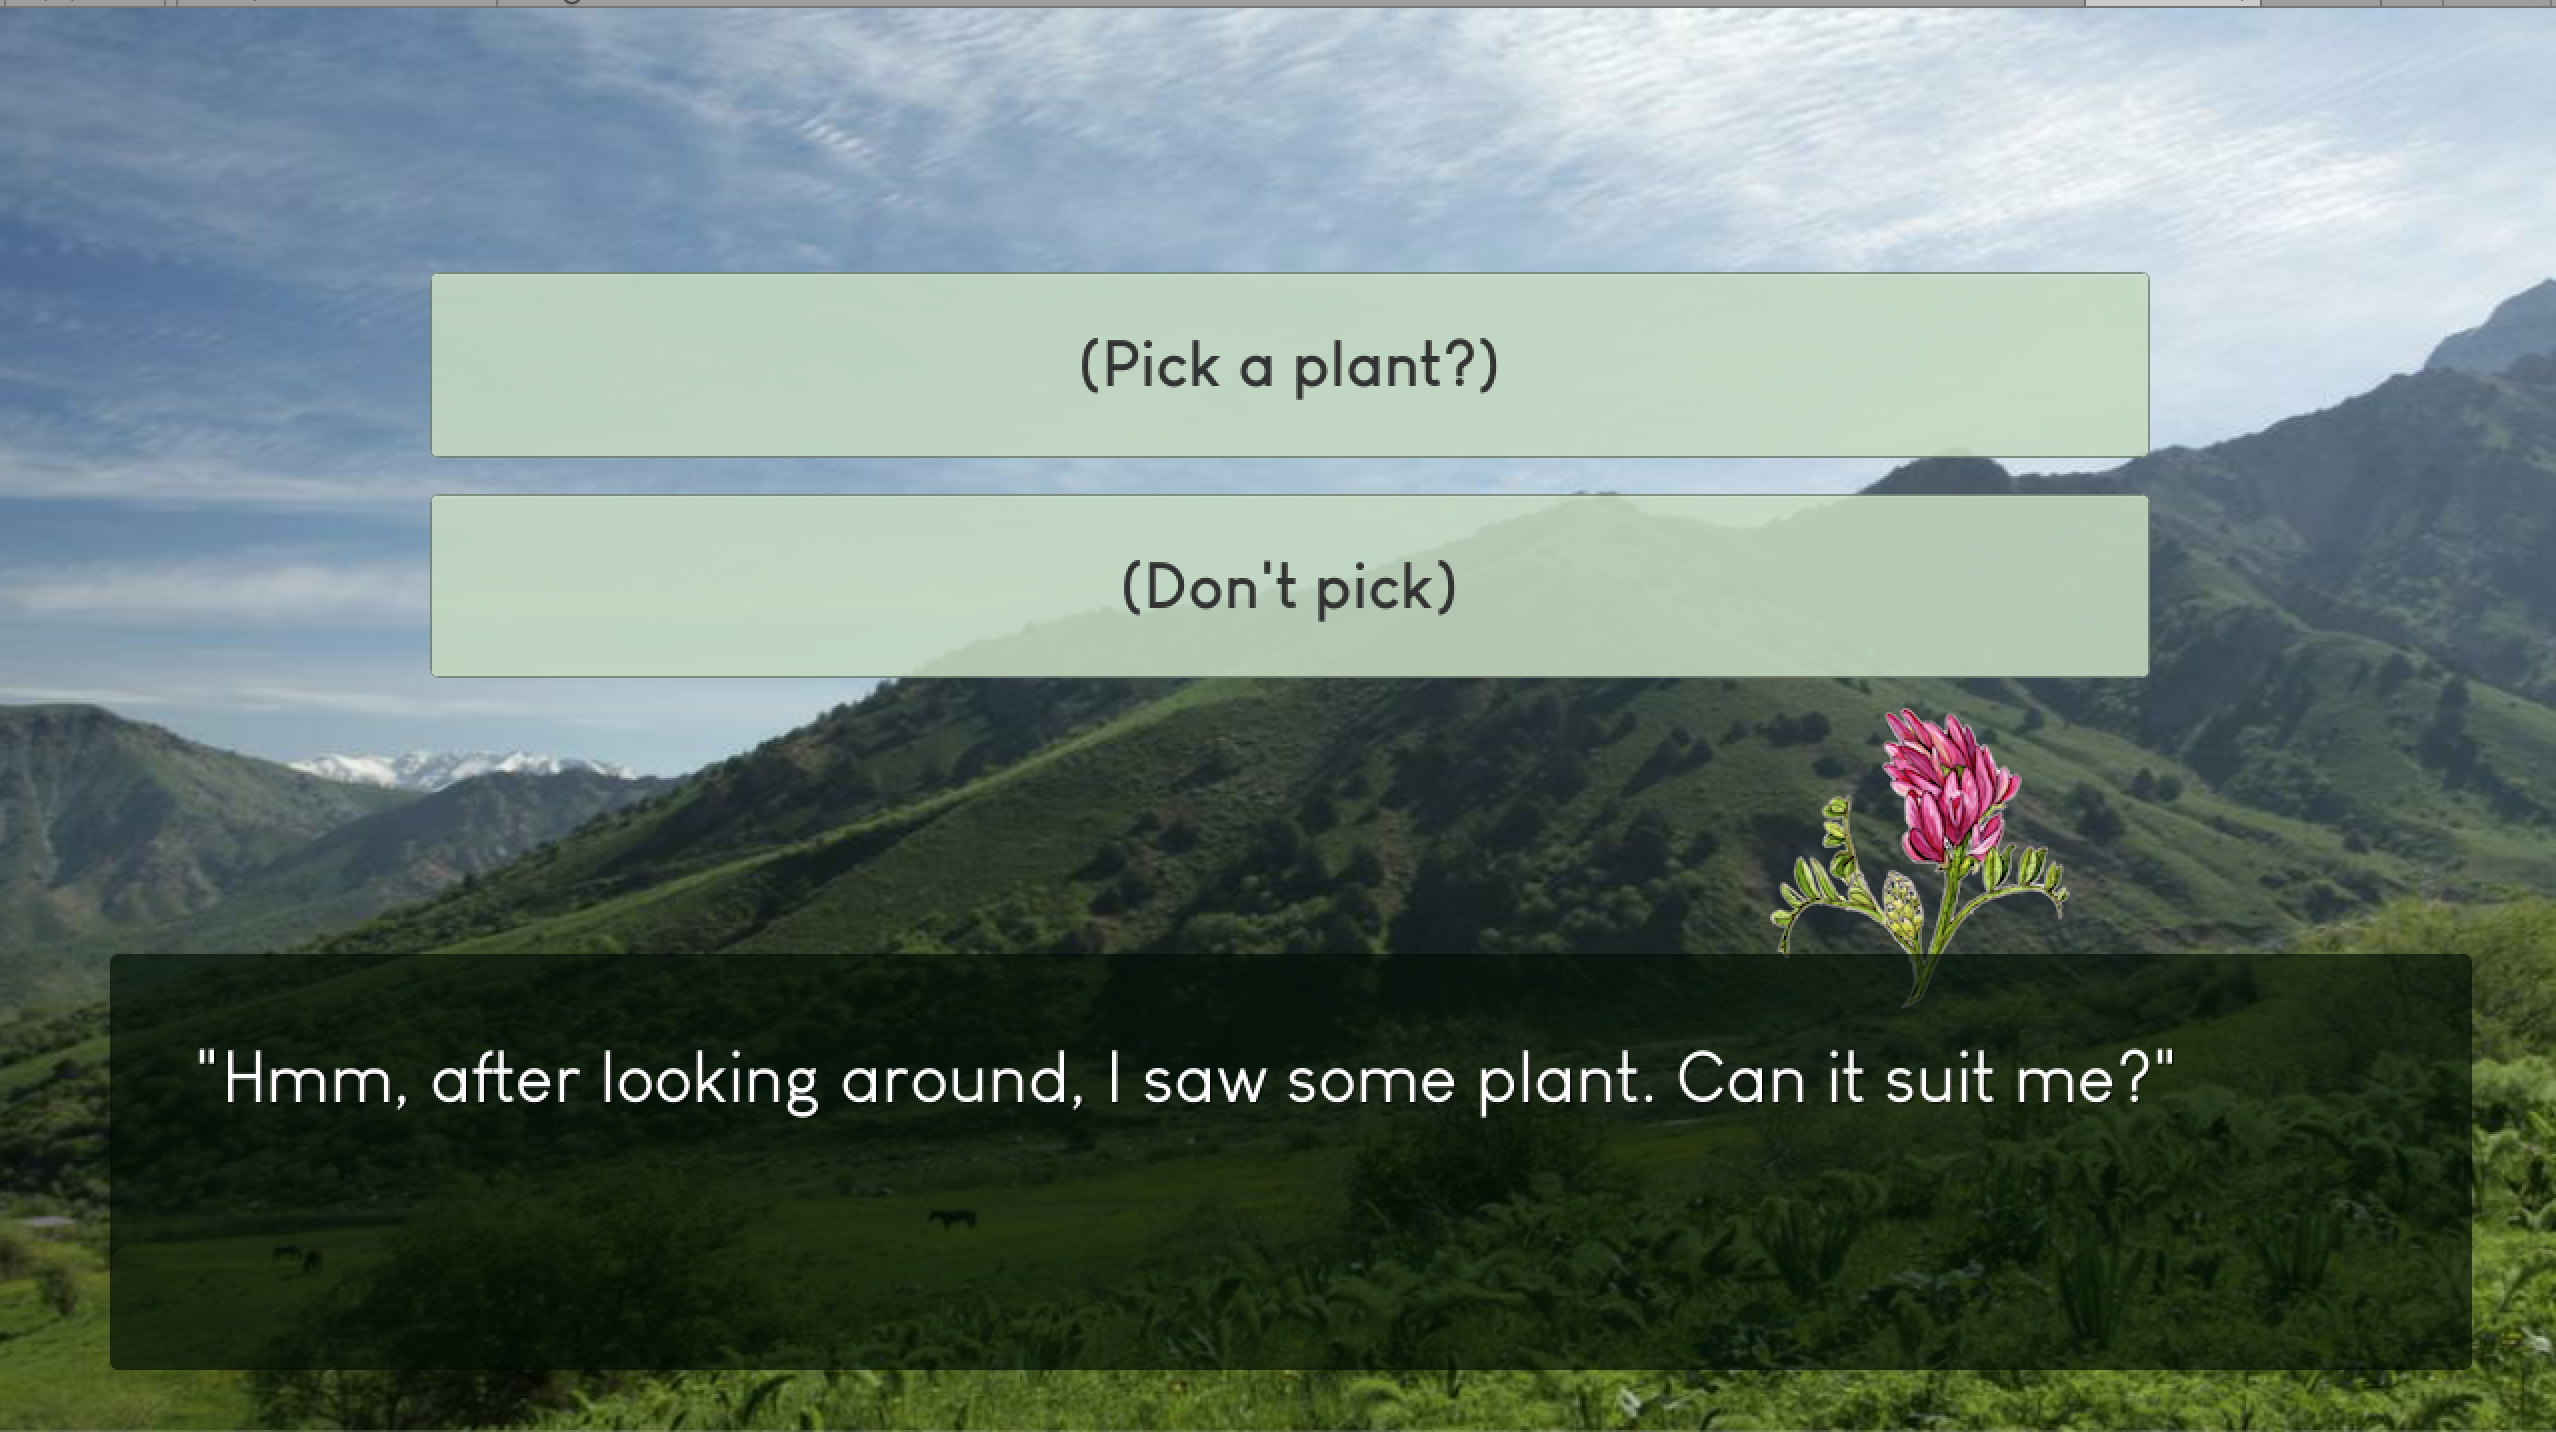 (Pick a plant?)
(Don't pick)
"Hmm, after looking around, I saw some plant. Can it suit me?"